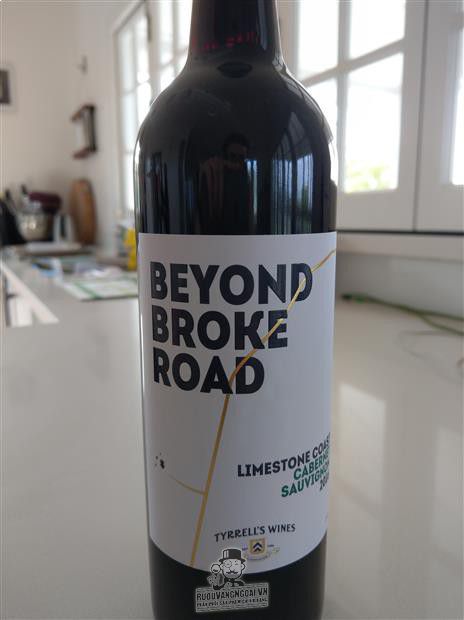 BEYOND
BROKE
ROAD
LIMESTONE COAST
CABERNET
SAUVIGNON
TYRRELL'S WINES
RUOUVANGNGOAI.VN